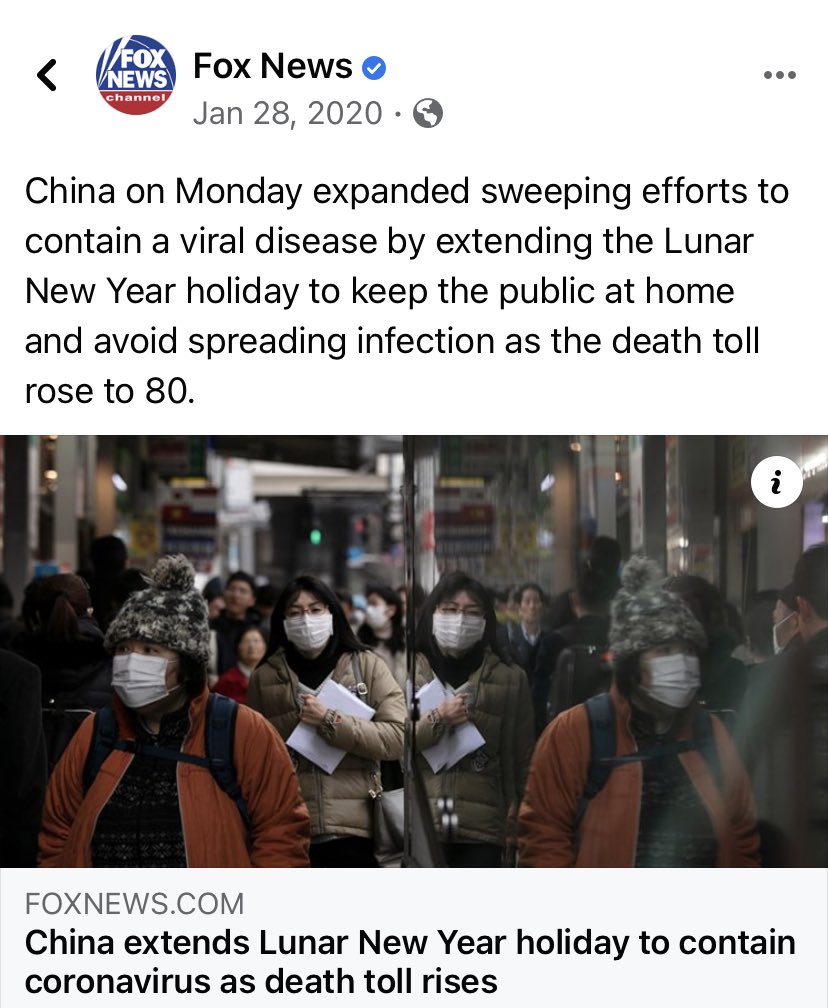 FOX
NEWS
channel
Fox News
Jan 28, 2020 ·
China on Monday expanded sweeping efforts to
contain a viral disease by extending the Lunar
New Year holiday to keep the public at home
and avoid spreading infection as the death toll
rose to 80.
i
FOXNEWS.COM
China extends Lunar New Year holiday to contain
coronavirus as death toll rises